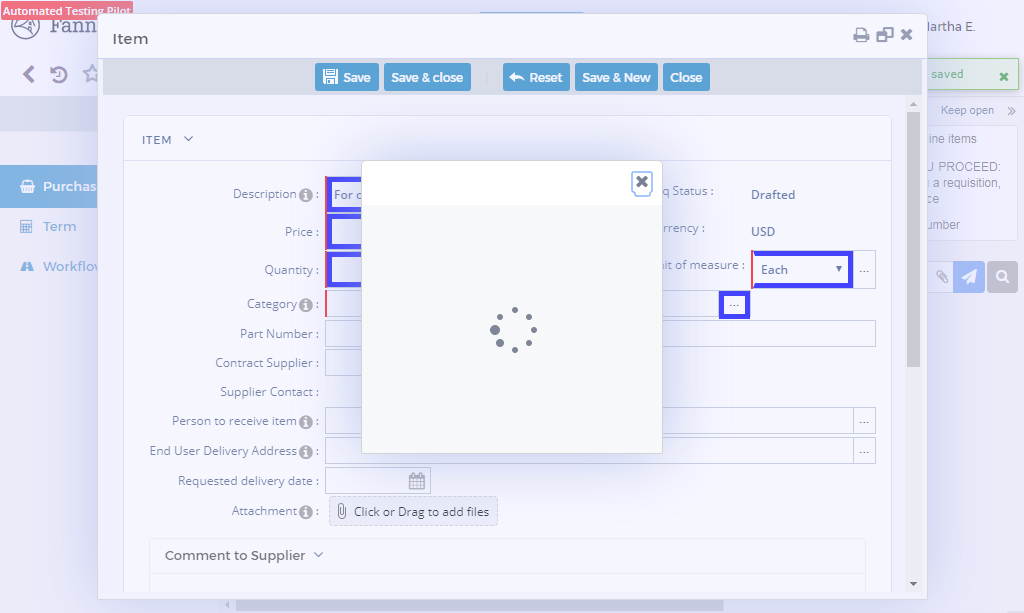 Automated Testing Pilot
Fann
Martha E.
Item
Save
Save & close
Reset
Save & New
Close
saved
Keep open
ITEM
Description :
For c
q Status :
Drafted
Price :
rrency :
USD
Quantity :
it of measure :
Each
...
Category :
...
Part Number :
Contract Supplier :
Supplier Contact :
Person to receive item :
...
End User Delivery Address :
...
Requested delivery date :
Attachment :
Click or Drag to add files
Comment to Supplier
Purchas
Term
Workflov
ine items
U PROCEED:
a requisition,
ce
umber